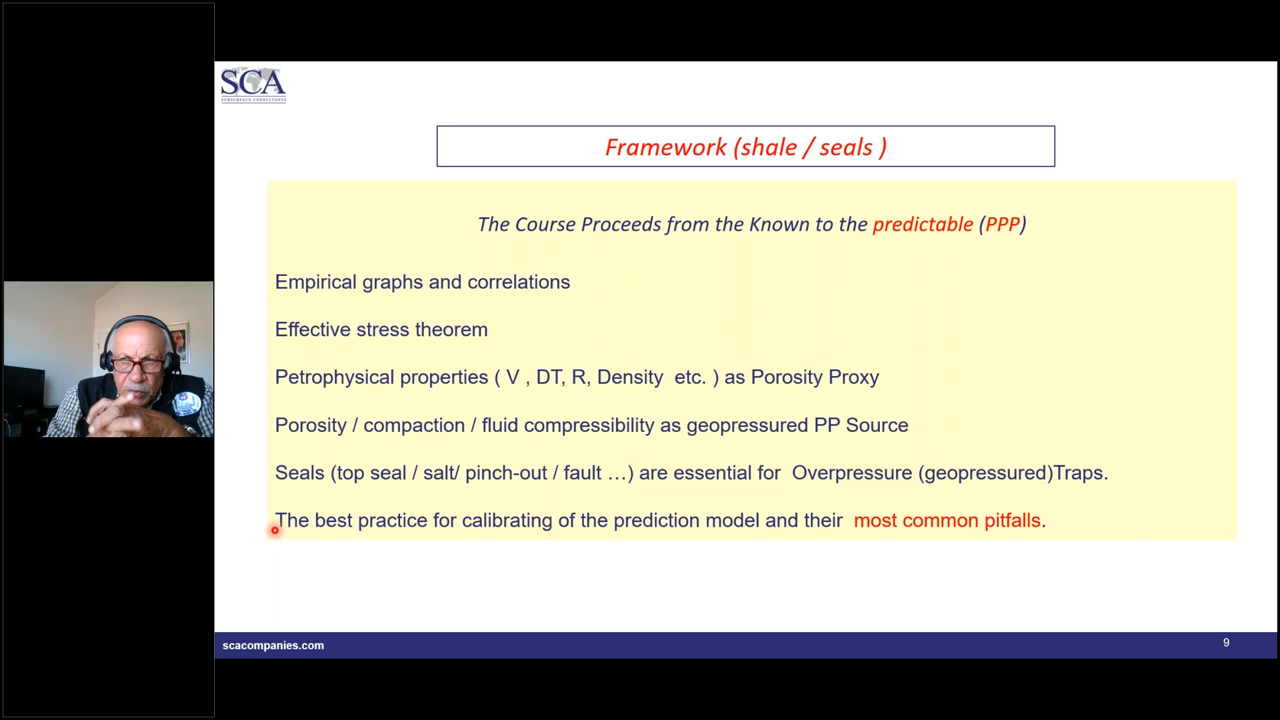 SCA
SUBSURFACE CONSULTANTS
Framework (shale / seals )
The Course Proceeds from the Known to the predictable (PPP)
Empirical graphs and correlations
Effective stress theorem
Petrophysical properties ( V , DT, R, Density etc. ) as Porosity Proxy
Porosity / compaction / fluid compressibility as geopressured PP Source
Seals (top seal / salt/ pinch-out / fault …) are essential for Overpressure (geopressured)Traps.
The best practice for calibrating of the prediction model and their most common pitfalls.
scacompanies.com
9